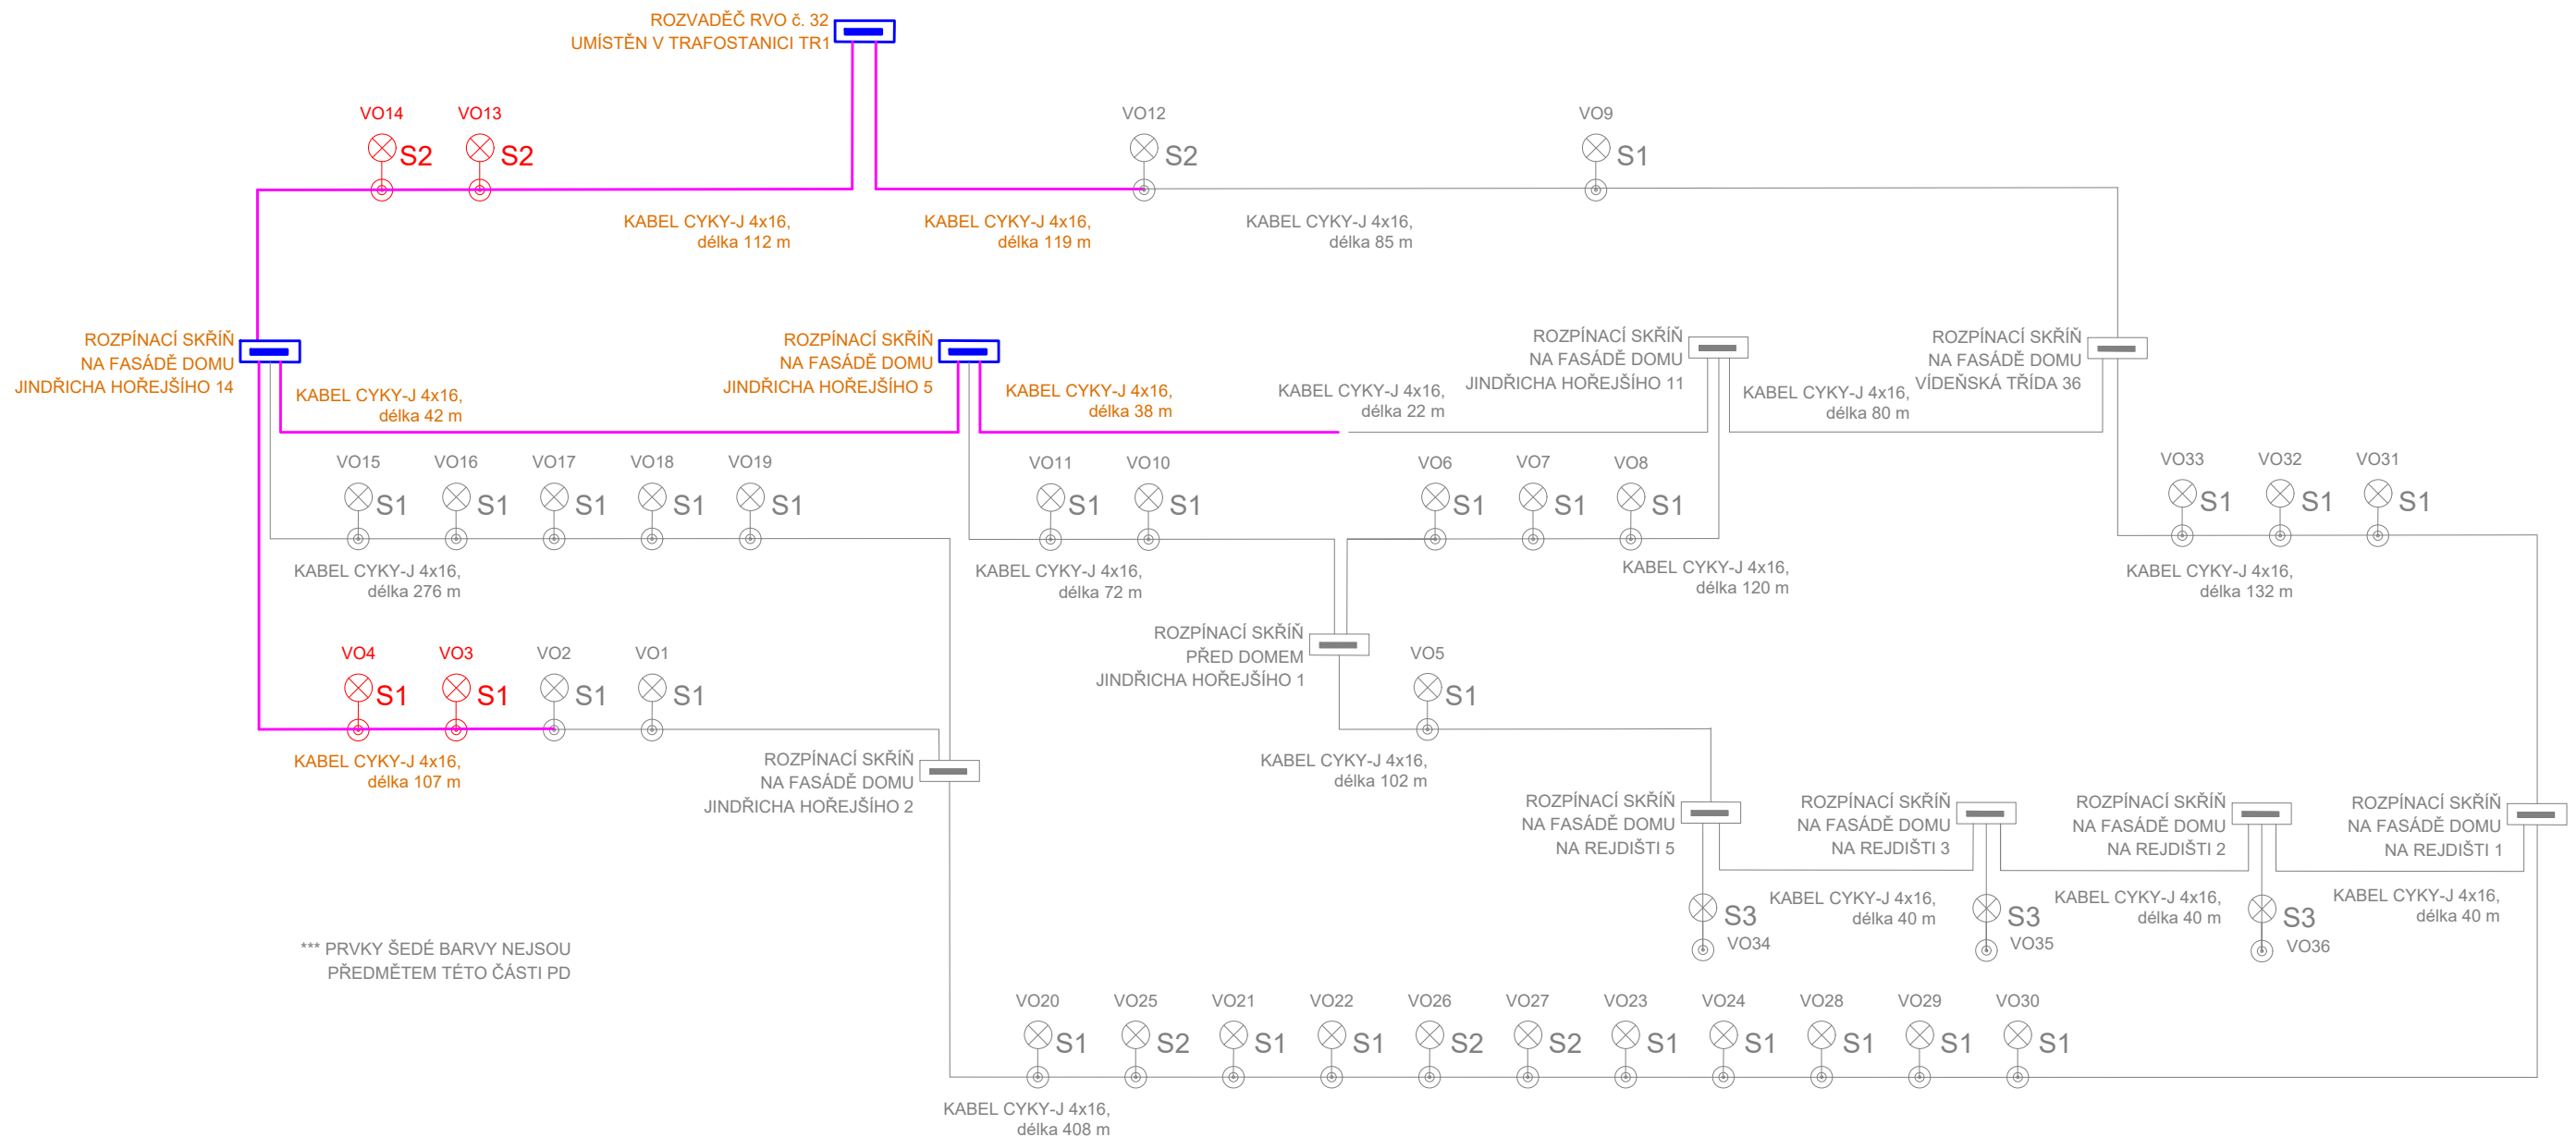 ROZVADĚČ RVO č. 32
UMÍSTĚN V TRAFOSTANICI TR1
VO14
VO13
VO12
VO9
S2
S2
S2
S1
KABEL CYKY-J 4x16,
délka 112 m
KABEL CYKY-J 4x16,
délka 119 m
KABEL CYKY-J 4x16,
délka 85 m
ROZPÍNACÍ SKŘÍŇ
NA FASÁDĚ DOMU
JINDŘICHA HOŘEJŠÍHO 14
ROZPÍNACÍ SKŘÍŇ
NA FASÁDĚ DOMU
JINDŘICHA HOŘEJŠÍHO 5
ROZPÍNACÍ SKŘÍŇ
NA FASÁDĚ DOMU
JINDŘICHA HOŘEJŠÍHO 11
ROZPÍNACÍ SKŘÍŇ
NA FASÁDĚ DOMU
VÍDEŇSKÁ TŘÍDA 36
KABEL CYKY-J 4x16,
délka 42 m
KABEL CYKY-J 4x16,
délka 38 m
KABEL CYKY-J 4x16,
délka 22 m
KABEL CYKY-J 4x16,
délka 80 m
VO15
VO16
VO17
VO18
VO19
VO11
VO10
VO6
VO7
VO8
VO33
VO32
VO31
S1
S1
S1
S1
S1
S1
S1
S1
S1
S1
S1
S1
S1
KABEL CYKY-J 4x16,
délka 276 m
KABEL CYKY-J 4x16,
délka 72 m
KABEL CYKY-J 4x16,
délka 120 m
KABEL CYKY-J 4x16,
délka 132 m
ROZPÍNACÍ SKŘÍŇ
PŘED DOMEM
JINDŘICHA HOŘEJŠÍHO 1
VO4
VO3
VO2
VO1
VO5
S1
S1
S1
S1
S1
KABEL CYKY-J 4x16,
délka 107 m
ROZPÍNACÍ SKŘÍŇ
NA FASÁDĚ DOMU
JINDŘICHA HOŘEJŠÍHO 2
KABEL CYKY-J 4x16,
délka 102 m
ROZPÍNACÍ SKŘÍŇ
NA FASÁDĚ DOMU
NA REJDIŠTI 5
ROZPÍNACÍ SKŘÍŇ
NA FASÁDĚ DOMU
NA REJDIŠTI 3
ROZPÍNACÍ SKŘÍŇ
NA FASÁDĚ DOMU
NA REJDIŠTI 2
ROZPÍNACÍ SKŘÍŇ
NA FASÁDĚ DOMU
NA REJDIŠTI 1
S3
VO34
KABEL CYKY-J 4x16,
délka 40 m
S3
VO35
KABEL CYKY-J 4x16,
délka 40 m
S3
VO36
KABEL CYKY-J 4x16,
délka 40 m
*** PRVKY ŠEDÉ BARVY NEJSOU
PŘEDMĚTEM TÉTO ČÁSTI PD
VO20
VO25
VO21
VO22
VO26
VO27
VO23
VO24
VO28
VO29
VO30
S1
S2
S1
S1
S2
S2
S1
S1
S1
S1
S1
KABEL CYKY-J 4x16,
délka 408 m